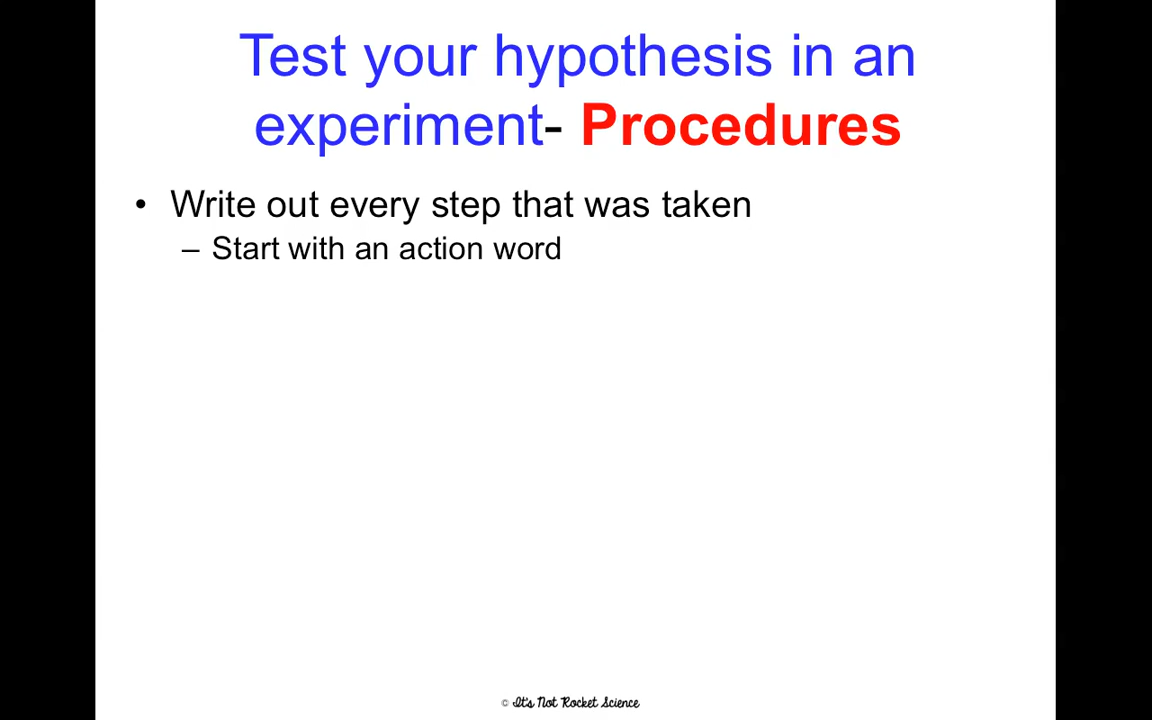 Test your hypothesis in an
experiment- Procedures
• Write out every step that was taken
– Start with an action word
© It's Not Rocket Science